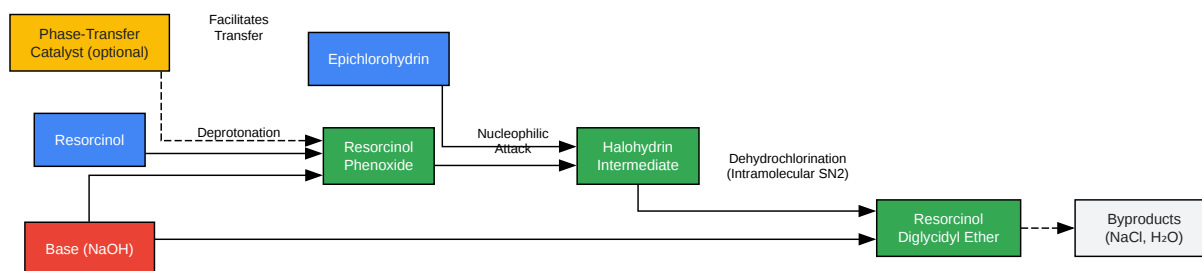 Phase-Transfer
Catalyst (optional)
Facilitates
Transfer
Epichlorohydrin
Resorcinol
Deprotonation
Resorcinol
Phenoxide
Nucleophilic
Attack
Halohydrin
Intermediate
Dehydrochlorination
(Intramolecular SN2)
Base (NaOH)
Resorcinol
Diglycidyl Ether
Byproducts
(NaCl, H₂O)